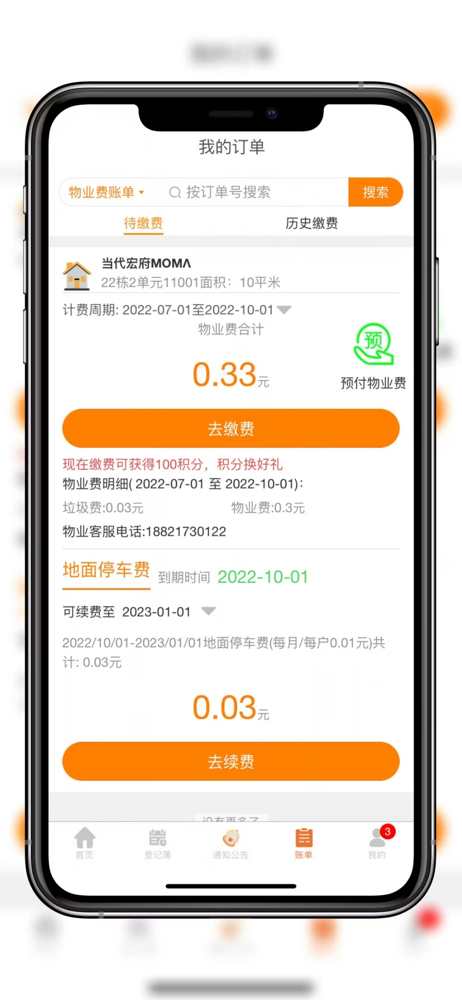 我的订单
物业费账单 按订单号搜索 搜索
待缴费 历史缴费
当代宏府MOMΛ
22栋2单元11001面积：10平米
计费周期: 2022-07-01至2022-10-01
物业费合计
预
0.33元
预付物业费
去缴费
现在缴费可获得100积分，积分换好礼
物业费明细( 2022-07-01 至 2022-10-01)：
垃圾费:0.03元 物业费:0.3元
物业客服电话:18821730122
地面停车费 到期时间 2022-10-01
可续费至 2023-01-01
2022/10/01-2023/01/01地面停车费(每月/每户0.01元)共
计: 0.03元
0.03元
去续费
没有更多了
3
首页 登记薄 通知公告 账单 我的